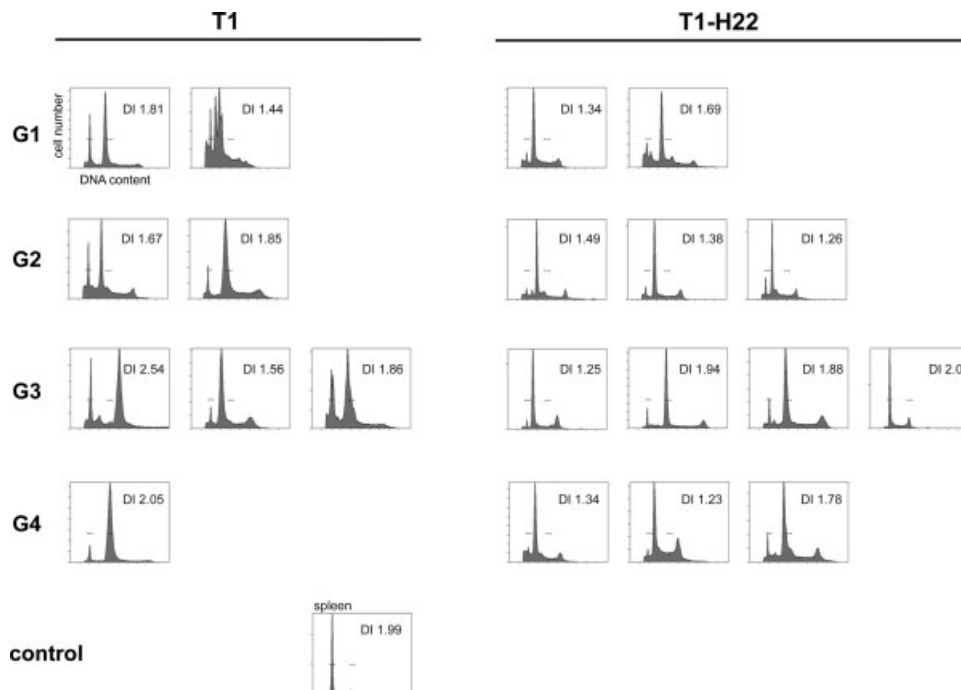 T1 T1-H22
G1 cell number DI 1.81 DI 1.44 DI 1.34 DI 1.69
DNA content
G2 DI 1.67 DI 1.85 DI 1.49 DI 1.38 DI 1.26
G3 DI 2.54 DI 1.56 DI 1.86 DI 1.25 DI 1.94 DI 1.88 DI 2.0
G4 DI 2.05 DI 1.34 DI 1.23 DI 1.78
spleen
control DI 1.99